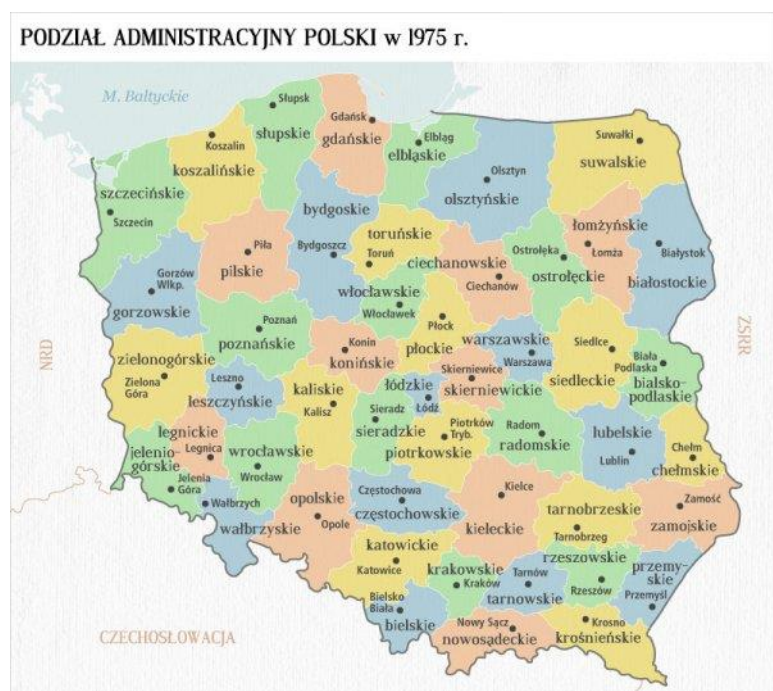 PODZIAŁ ADMINISTRACYJNY POLSKI w 1975 r.
M. Bałtyckie
Słupsk
słupskie
Gdańsk
gdańskie
Koszalin
koszalińskie
Elbląg
elbląskie
Olsztyn
olsztyńskie
Suwałki
suwalskie
szczecińskie
Szczecin
bydgoskie
Bydgoszcz
toruńskie
Toruń
Piła
pilskie
ciechanowskie
Ciechanów
Ostrołęka
ostrołęckie
łomżyńskie
Łomża
Białystok
białostockie
Gorzów
Wlkp.
gorzowskie
Poznań
poznańskie
włocławskie
Włocławek
Płock
płockie
Konin
konińskie
warszawskie
Warszawa
Skierniewice
skierniewickie
Siedlce
siedleckie
Biała
Podlaska
bialsko-
podlaskie
NRD
ZSRR
zielonogórskie
Zielona
Góra
Leszno
leszczyńskie
kaliskie
Kalisz
łódzkie
Łódź
Sieradz
sieradzkie
Piotrków
Tryb.
piotrkowskie
Radom
radomskie
lubelskie
Lublin
Chełm
chełmskie
legnickie
Legnica
jelenio-
górskie
Jelenia
Góra
wrocławskie
Wrocław
Wałbrzych
wałbrzyskie
opolskie
Opole
Częstochowa
częstochowskie
Kielce
kieleckie
tarnobrzeskie
Tarnobrzeg
Zamość
zamojskie
katowickie
Katowice
krakowskie
Kraków
Tarnów
tarnowskie
rzeszowskie
Rzeszów
przemy-
skie
Przemyśl
Bielsko
Biała
bielskie
Nowy Sącz
nowosądeckie
Krosno
krośnieńskie
CZECHOSŁOWACJA